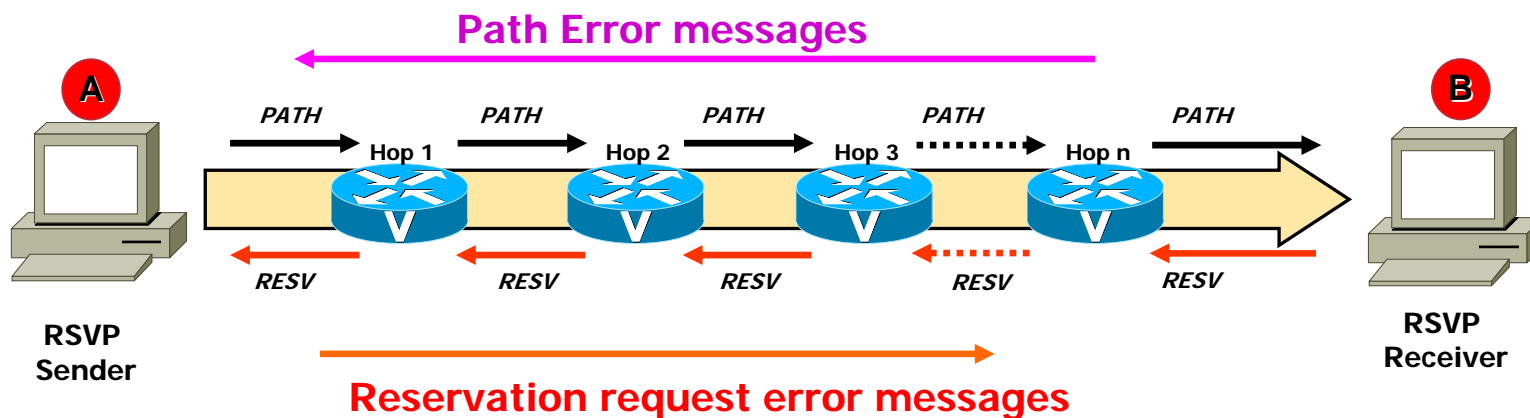 Path Error messages
A
B
PATH
PATH
PATH
PATH
PATH
Hop 1
Hop 2
Hop 3
Hop n
V
V
V
V
RESV
RESV
RESV
RESV
RESV
RSVP
Sender
RSVP
Receiver
Reservation request error messages